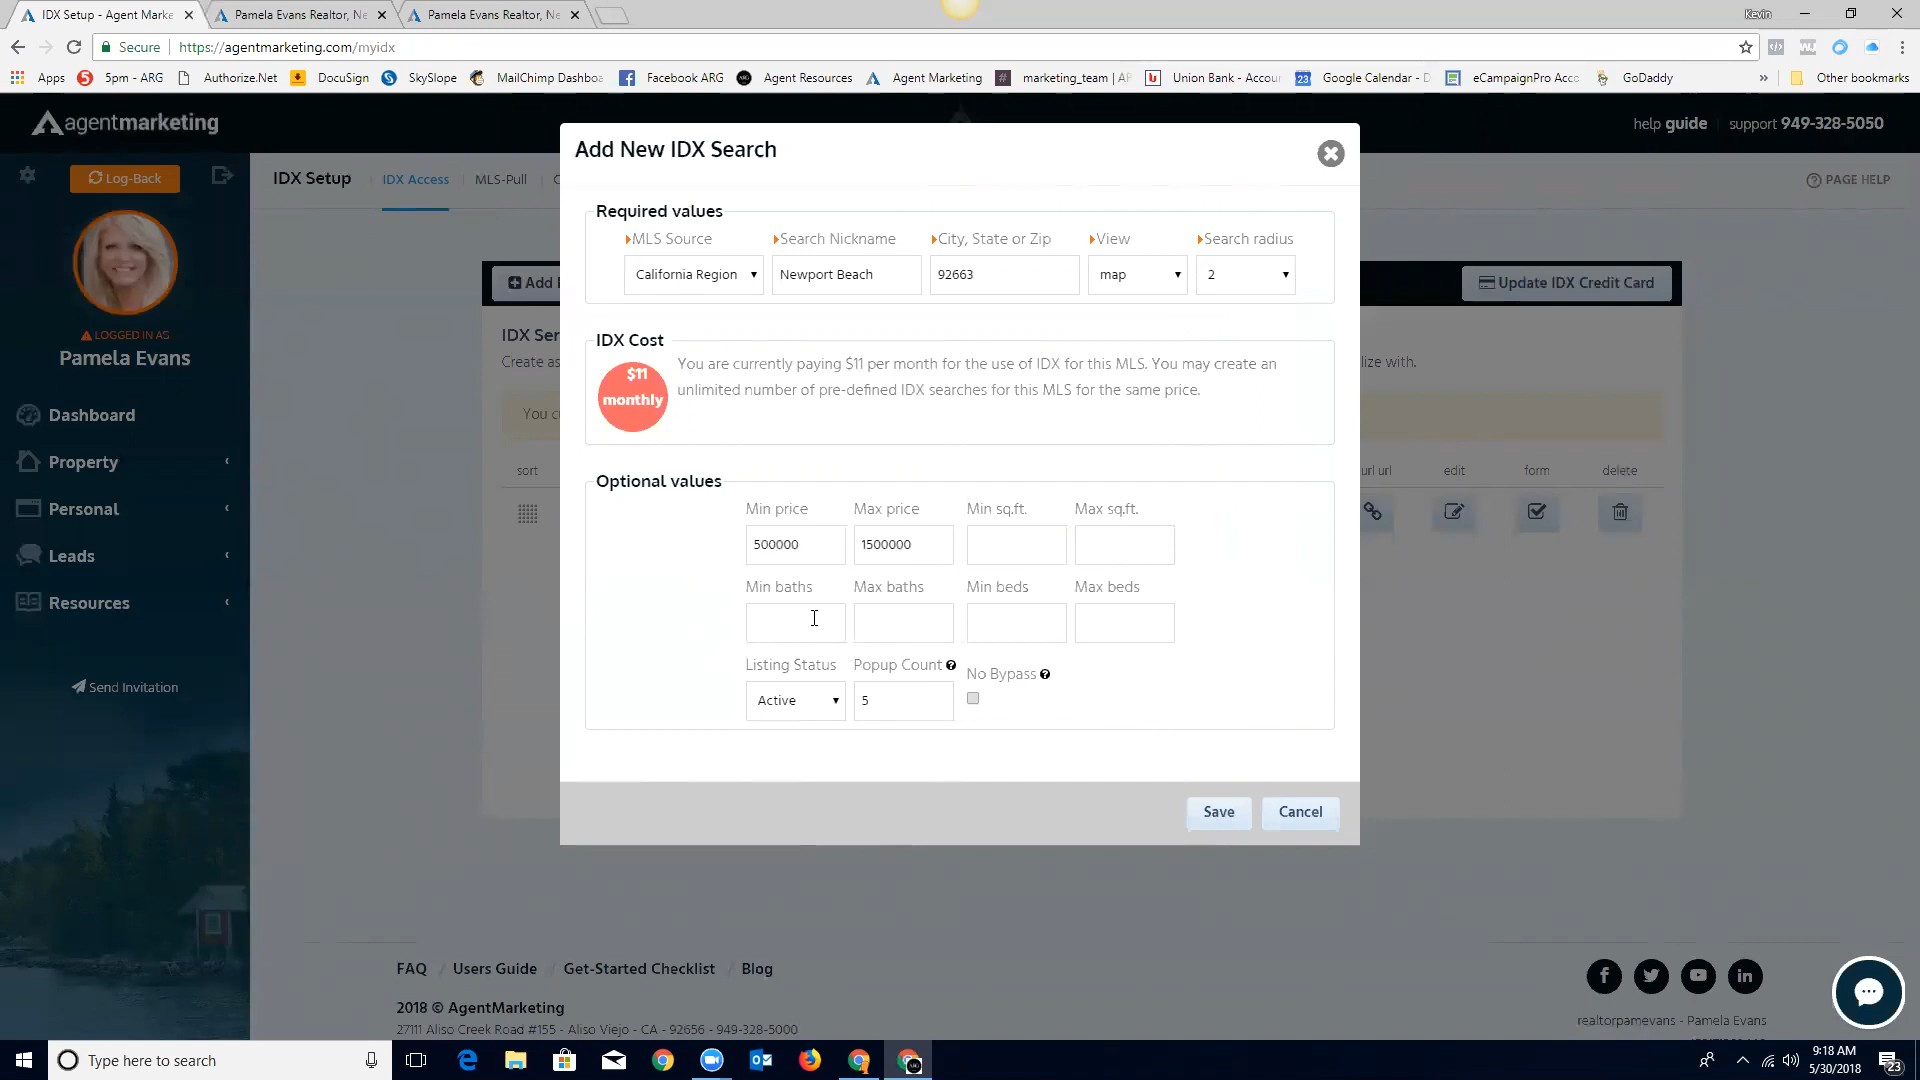 IDX Setup - Agent Marke
Pamela Evans Realtor, Ne
Pamela Evans Realtor, Ne
Kevin
Secure
https://agentmarketing.com/myidx
Apps
5pm - ARG
Authorize.Net
DocuSign
SkySlope
MailChimp Dashboa
Facebook ARG
Agent Resources
Agent Marketing
marketing_team | AR
Union Bank - Accou
Google Calendar - D
eCampaignPro Acco
GoDaddy
»
Other bookmarks
agentmarketing
help guide
support 949-328-5050
Log-Back
IDX Setup
IDX Access
MLS-Pull
PAGE HELP
LOGGED IN AS
Pamela Evans
Dashboard
Property
Personal
Leads
Resources
Send Invitation
Add
Update IDX Credit Card
IDX Ser
Create as
lize with.
You cu
sort
url url
edit
form
delete
Add New IDX Search
Required values
MLS Source
Search Nickname
City, State or Zip
View
Search radius
California Region
Newport Beach
92663
map
2
IDX Cost
$11
monthly
You are currently paying $11 per month for the use of IDX for this MLS. You may create an
unlimited number of pre-defined IDX searches for this MLS for the same price.
Optional values
Min price
Max price
Min sq.ft.
Max sq.ft.
500000
1500000
Min baths
Max baths
Min beds
Max beds
Listing Status
Popup Count
No Bypass
Active
5
Save
Cancel
FAQ / Users Guide / Get-Started Checklist / Blog
2018 © AgentMarketing
27111 Aliso Creek Road #155 - Aliso Viejo - CA - 92656 - 949-328-5000
realtorpamevans - Pamela Evans
Type here to search
9:18 AM
5/30/2018
23